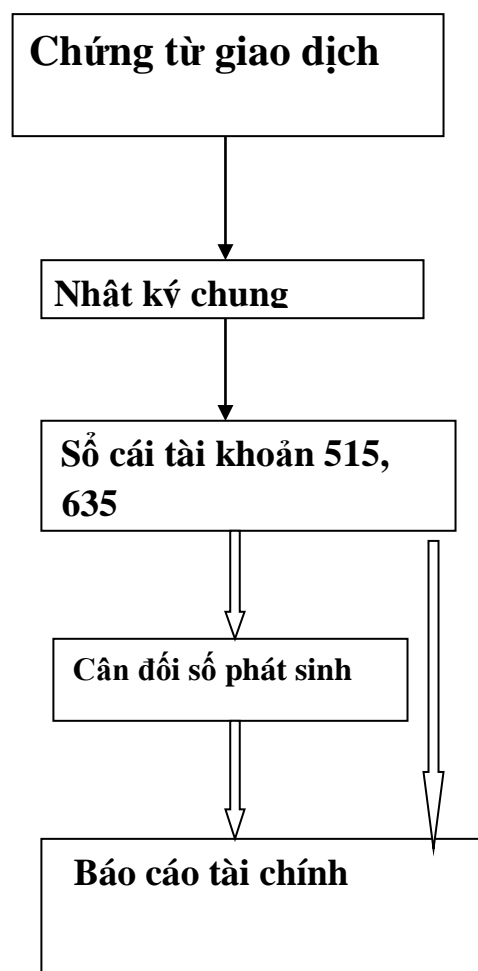 Chứng từ giao dịch
Nhật ký chung
Sổ cái tài khoản 515,
635
Cân đối số phát sinh
Báo cáo tài chính